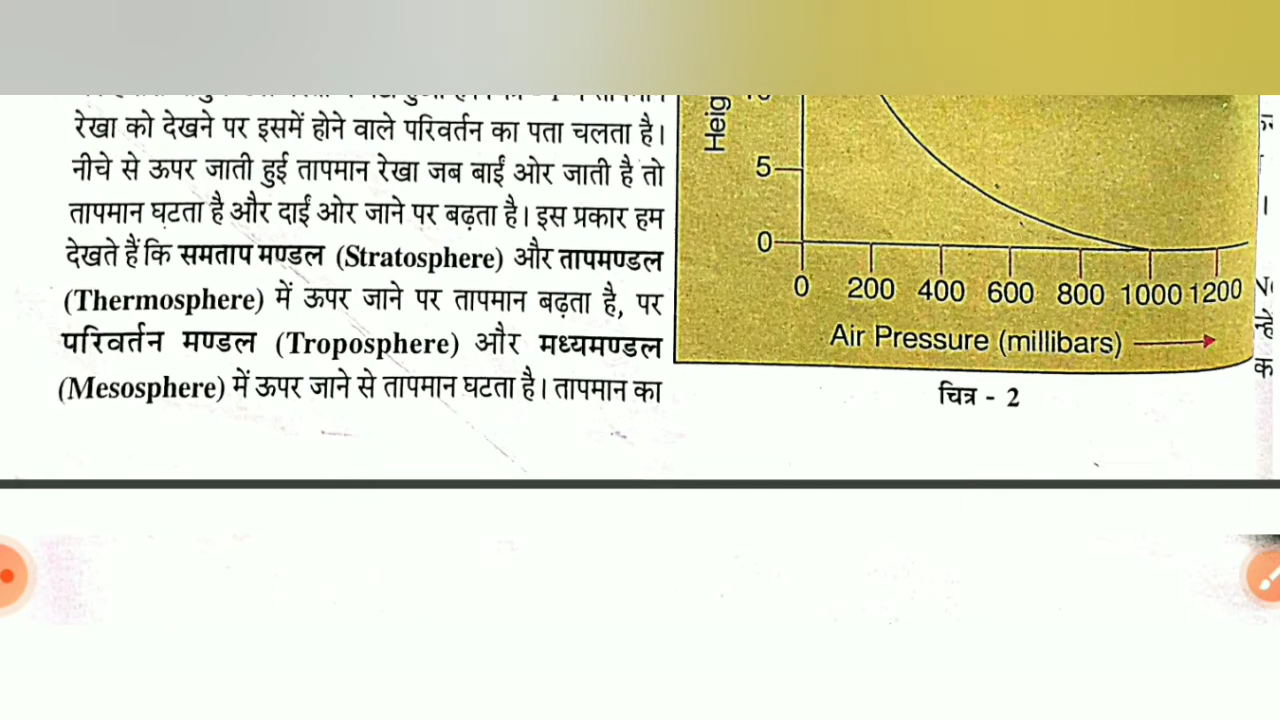 रेखा को देखने पर इसमें होने वाले परिवर्तन का पता चलता है।
नीचे से ऊपर जाती हुई तापमान रेखा जब बाईं ओर जाती है तो
तापमान घटता है और दाईं ओर जाने पर बढ़ता है। इस प्रकार हम
देखते हैं कि समताप मण्डल (Stratosphere) और तापमण्डल
(Thermosphere) में ऊपर जाने पर तापमान बढ़ता है, पर
परिवर्तन मण्डल (Troposphere) और मध्यमण्डल
(Mesosphere) में ऊपर जाने से तापमान घटता है। तापमान का
5
0
0 200 400 600 800 1000 1200
Air Pressure (millibars)
चित्र - 2